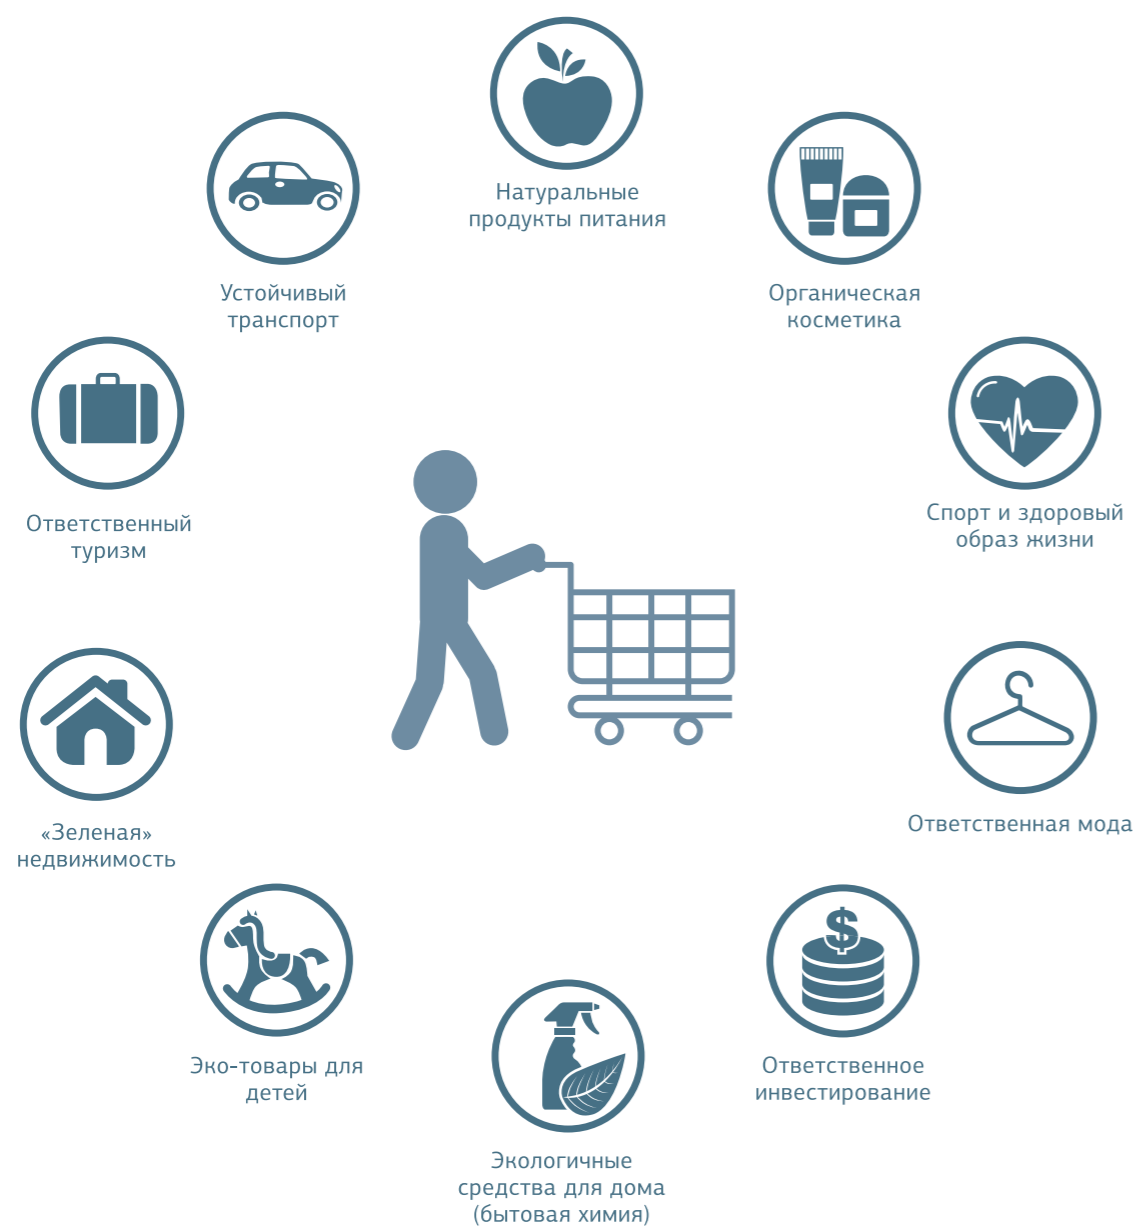 Натуральные
продукты питания
Устойчивый
транспорт
Органическая
косметика
Ответственный
туризм
Спорт и здоровый
образ жизни
«Зеленая»
недвижимость
Ответственная мода
Эко-товары для
детей
$
Ответственное
инвестирование
Экологичные
средства для дома
(бытовая химия)